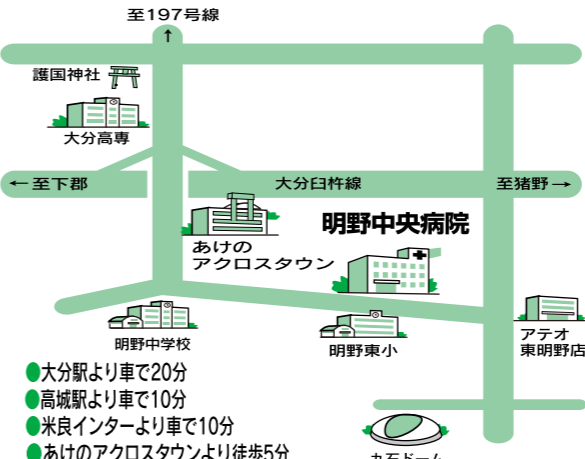 至197号線
↑
護国神社
大分高専
←至下郡
大分臼杵線
至猪野→
明野中央病院
あけの
アクロスタウン
明野中学校
明野東小
アテオ
東明野店
●大分駅より車で20分
●高城駅より車で10分
●米良インターより車で10分
●あけのアクロスタウンより徒歩5分